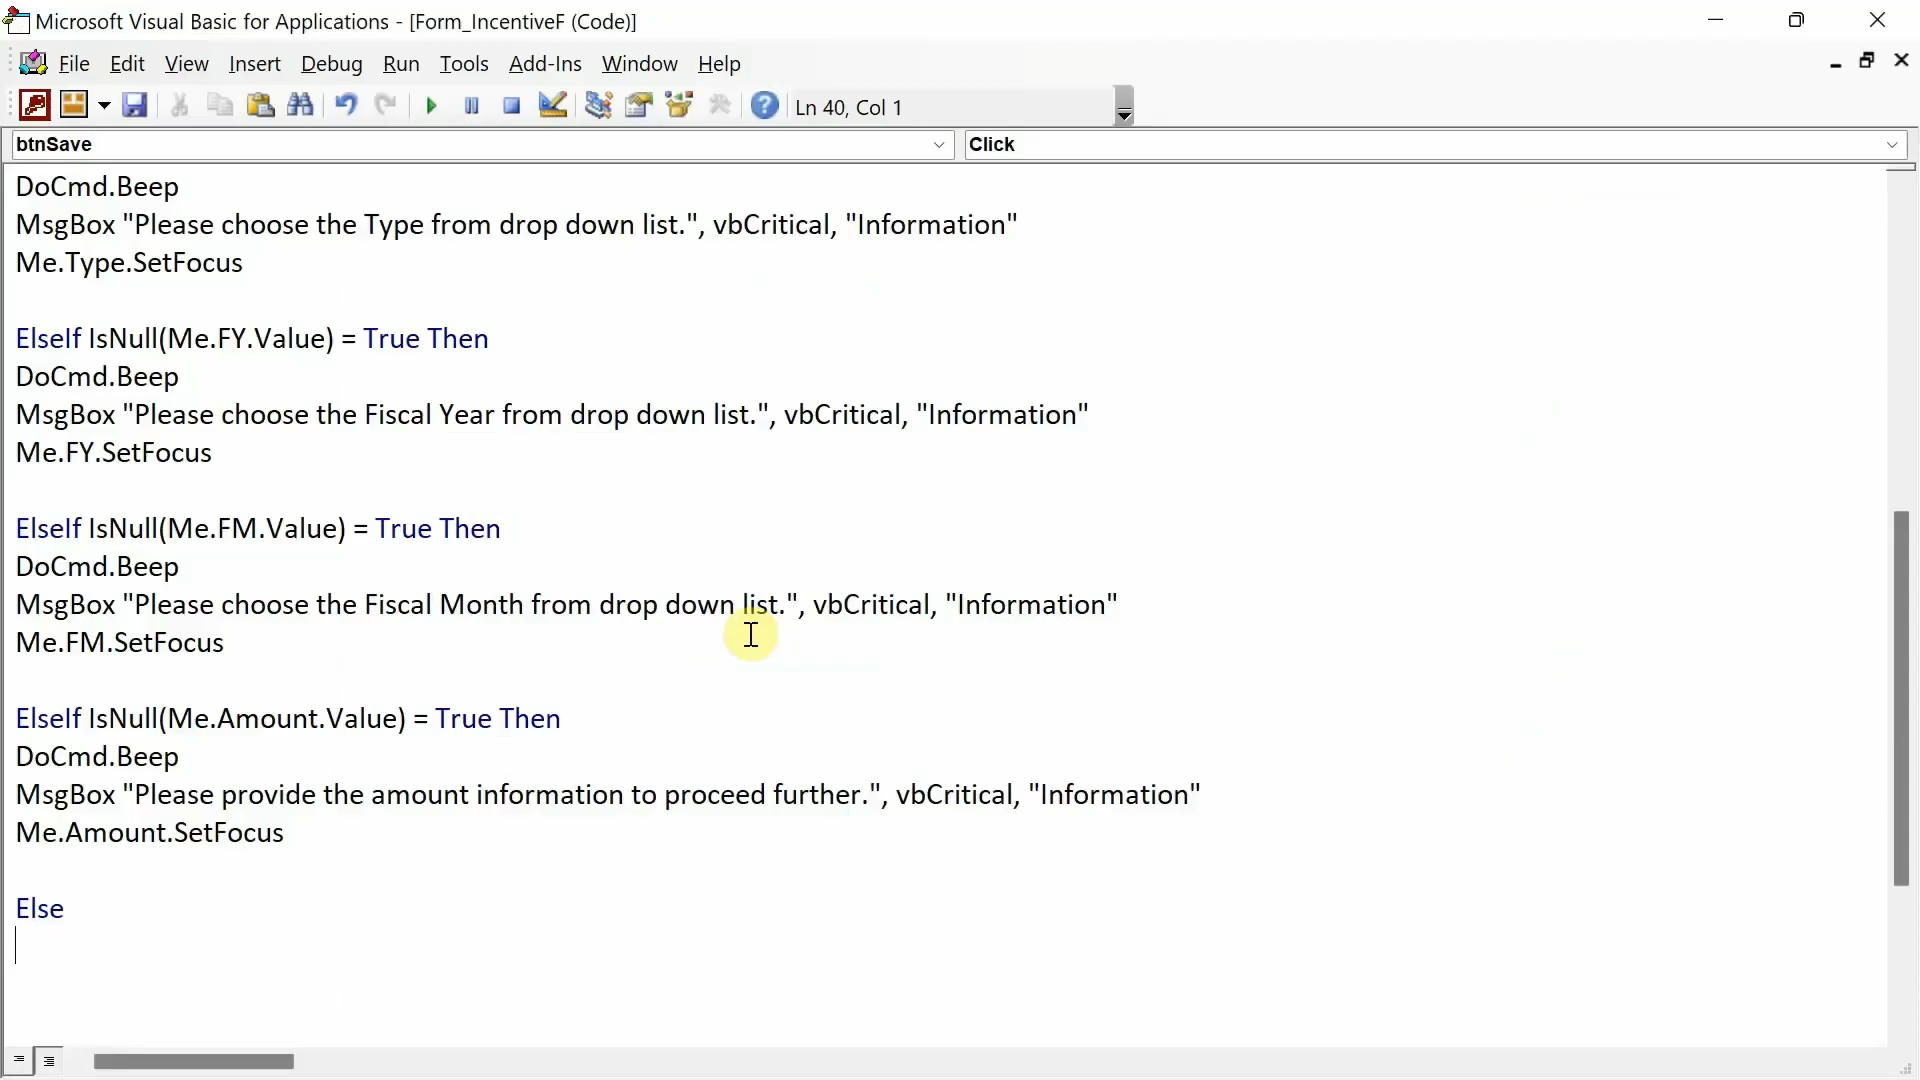 Microsoft Visual Basic for Applications - [Form_IncentiveF (Code)]
File Edit View Insert Debug Run Tools Add-Ins Window Help
Ln 40, Col 1
btnSave Click
DoCmd.Beep
MsgBox "Please choose the Type from drop down list.", vbCritical, "Information"
Me.Type.SetFocus
ElseIf IsNull(Me.FY.Value) = True Then
DoCmd.Beep
MsgBox "Please choose the Fiscal Year from drop down list.", vbCritical, "Information"
Me.FY.SetFocus
ElseIf IsNull(Me.FM.Value) = True Then
DoCmd.Beep
MsgBox "Please choose the Fiscal Month from drop down list.", vbCritical, "Information"
Me.FM.SetFocus
ElseIf IsNull(Me.Amount.Value) = True Then
DoCmd.Beep
MsgBox "Please provide the amount information to proceed further.", vbCritical, "Information"
Me.Amount.SetFocus
Else